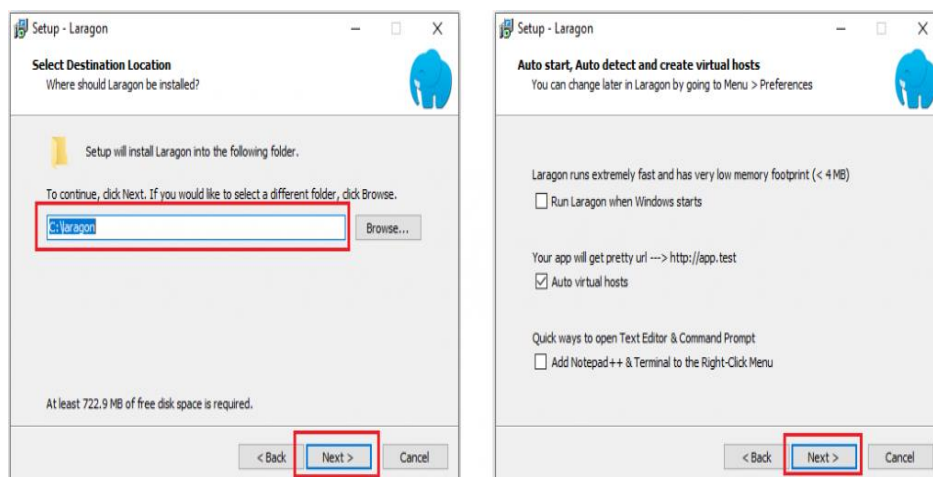 Setup - Laragon
Select Destination Location
Where should Laragon be installed?
Setup will install Laragon into the following folder.
To continue, click Next. If you would like to select a different folder, click Browse.
C:\laragon
Browse...
At least 722.9 MB of free disk space is required.
< Back
Next >
Cancel
Setup - Laragon
Auto start, Auto detect and create virtual hosts
You can change later in Laragon by going to Menu > Preferences
Laragon runs extremely fast and has very low memory footprint (< 4 MB)
Run Laragon when Windows starts
Your app will get pretty url ---> http://app.test
Auto virtual hosts
Quick ways to open Text Editor & Command Prompt
Add Notepad++ & Terminal to the Right-Click Menu
< Back
Next >
Cancel